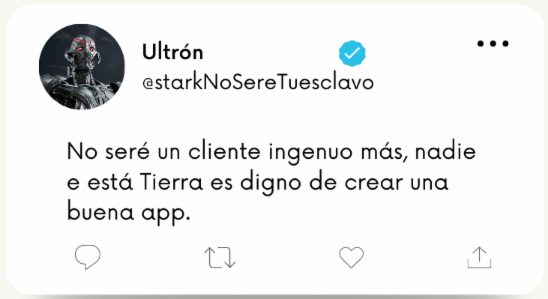 Ultrón
@starkNoSereTuesclavo
No seré un cliente ingenuo más, nadie
e está Tierra es digno de crear una
buena app.